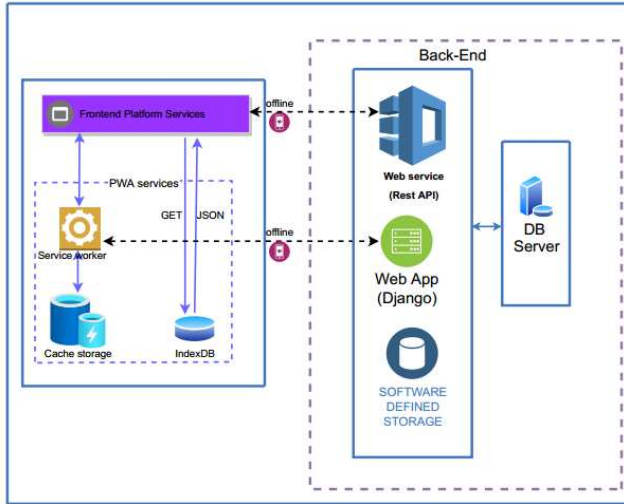 Back-End
Frontend Platform Services
offline
Web service
(Rest API)
PWA services
GET
JSON
Service worker
offline
Web App
(Django)
DB
Server
Cache storage
IndexDB
SOFTWARE
DEFINED
STORAGE